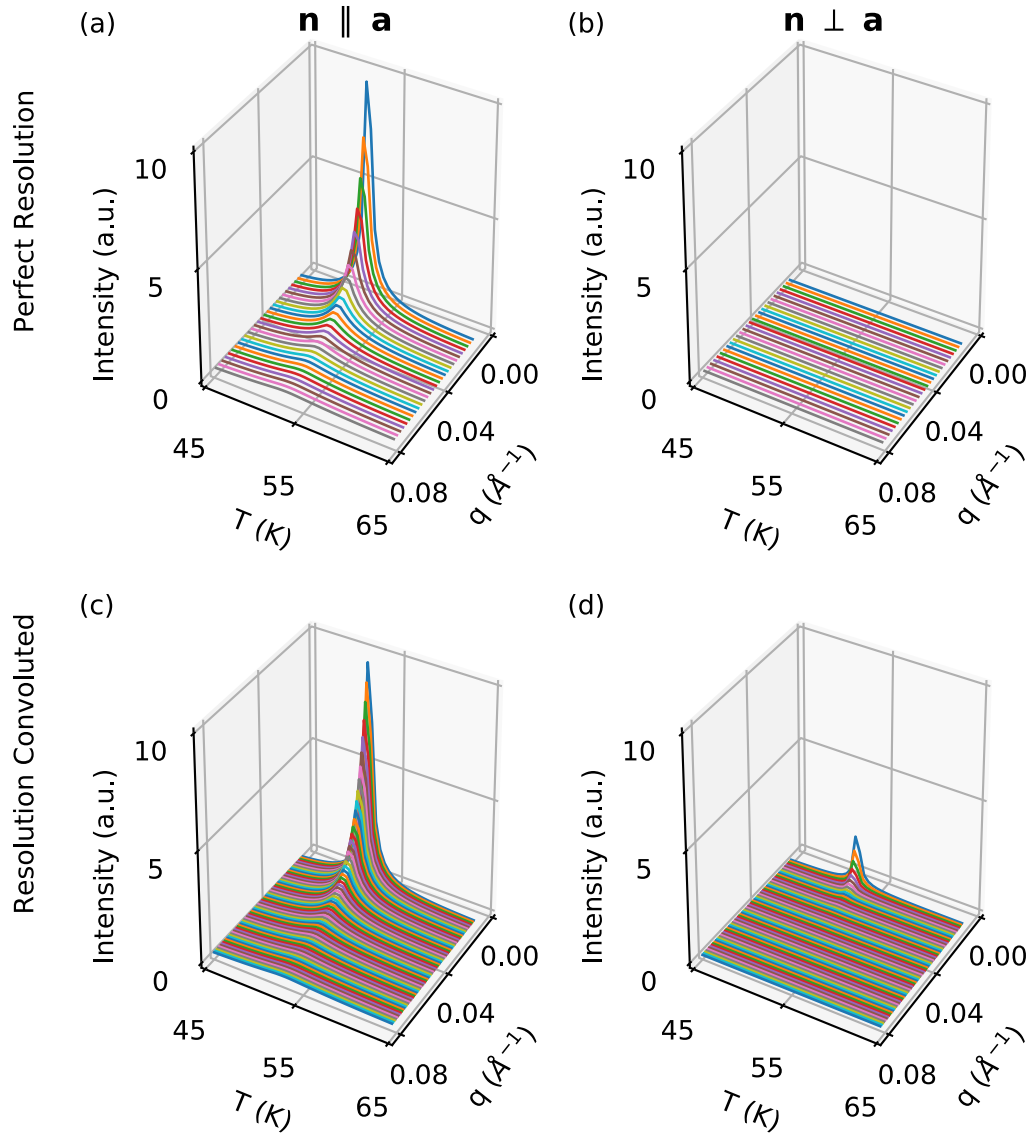 (a)
n ∥ a
(b)
n ⊥ a
Perfect Resolution
Intensity (a.u.)
10
5
0
45
55
65
T (K)
0.00
0.04
0.08
q (Å⁻¹)
Intensity (a.u.)
10
5
0
45
55
65
T (K)
0.00
0.04
0.08
q (Å⁻¹)
(c)
(d)
Resolution Convoluted
Intensity (a.u.)
10
5
0
45
55
65
T (K)
0.00
0.04
0.08
q (Å⁻¹)
Intensity (a.u.)
10
5
0
45
55
65
T (K)
0.00
0.04
0.08
q (Å⁻¹)